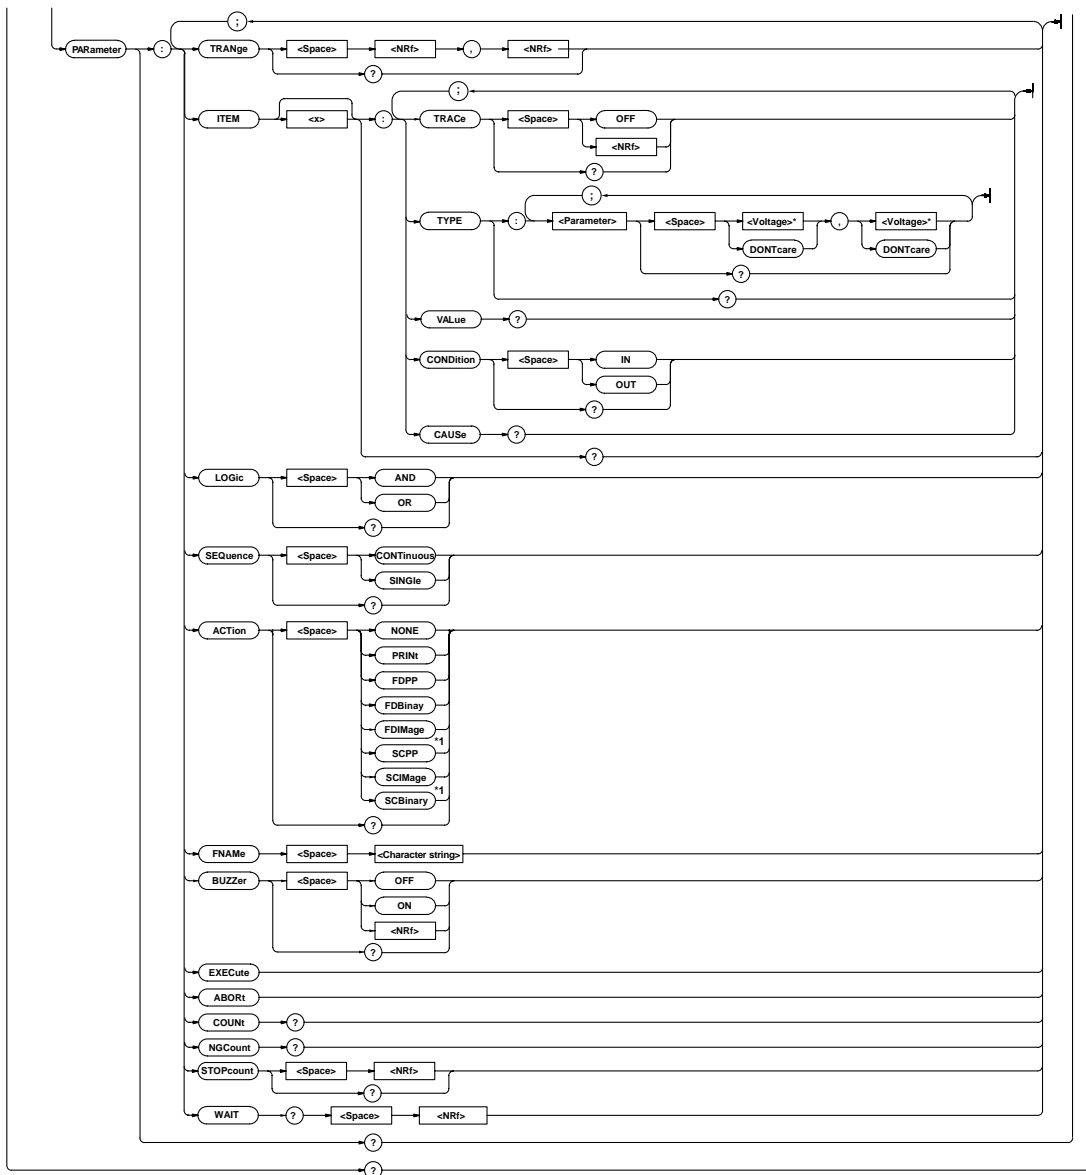 ;
PARameter : TRANge <Space> <NRf> , <NRf>
?
;
ITEM <x> : TRACe <Space> OFF
<NRf>
?
;
TYPE : <Parameter> <Space> <Voltage>* , <Voltage>*
DONTcare DONTcare
?
?
VALue ?
CONDition <Space> IN
OUT
?
CAUSe ?
?
LOGic <Space> AND
OR
?
SEQuence <Space> CONTinuous
SINGle
?
ACTion <Space> NONE
PRINt
FDPP
FDBinay
FDIMage
SCPP *1
SCIMage
SCBinary *1
?
FNAMe <Space> <Character string>
BUZZer <Space> OFF
ON
<NRf>
?
EXECute
ABORt
COUNt ?
NGCount ?
STOPcount <Space> <NRf>
?
WAIT ? <Space> <NRf>
?
?